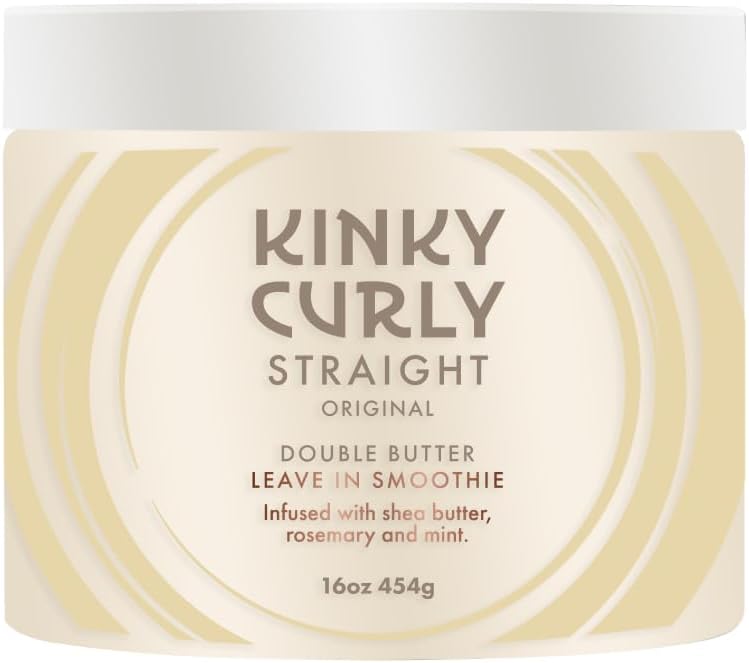 KINKY
CURLY
STRAIGHT
ORIGINAL
DOUBLE BUTTER
LEAVE IN SMOOTHIE
Infused with shea butter,
rosemary and mint.
16oz 454g